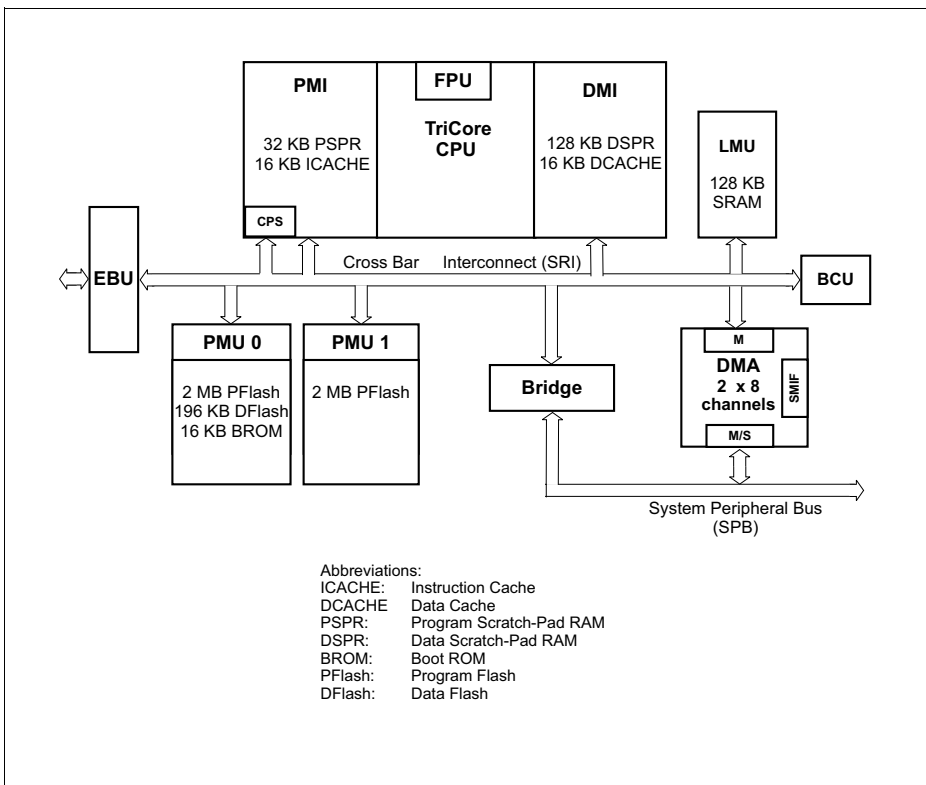 PMI
32 KB PSPR
16 KB ICACHE
CPS
FPU
TriCore
CPU
DMI
128 KB DSPR
16 KB DCACHE
LMU
128 KB
SRAM
EBU
Cross Bar Interconnect (SRI)
BCU
PMU 0
2 MB PFlash
196 KB DFlash
16 KB BROM
PMU 1
2 MB PFlash
Bridge
M
DMA
2 x 8
channels
SMIF
M/S
System Peripheral Bus
(SPB)
Abbreviations:
ICACHE: Instruction Cache
DCACHE Data Cache
PSPR: Program Scratch-Pad RAM
DSPR: Data Scratch-Pad RAM
BROM: Boot ROM
PFlash: Program Flash
DFlash: Data Flash